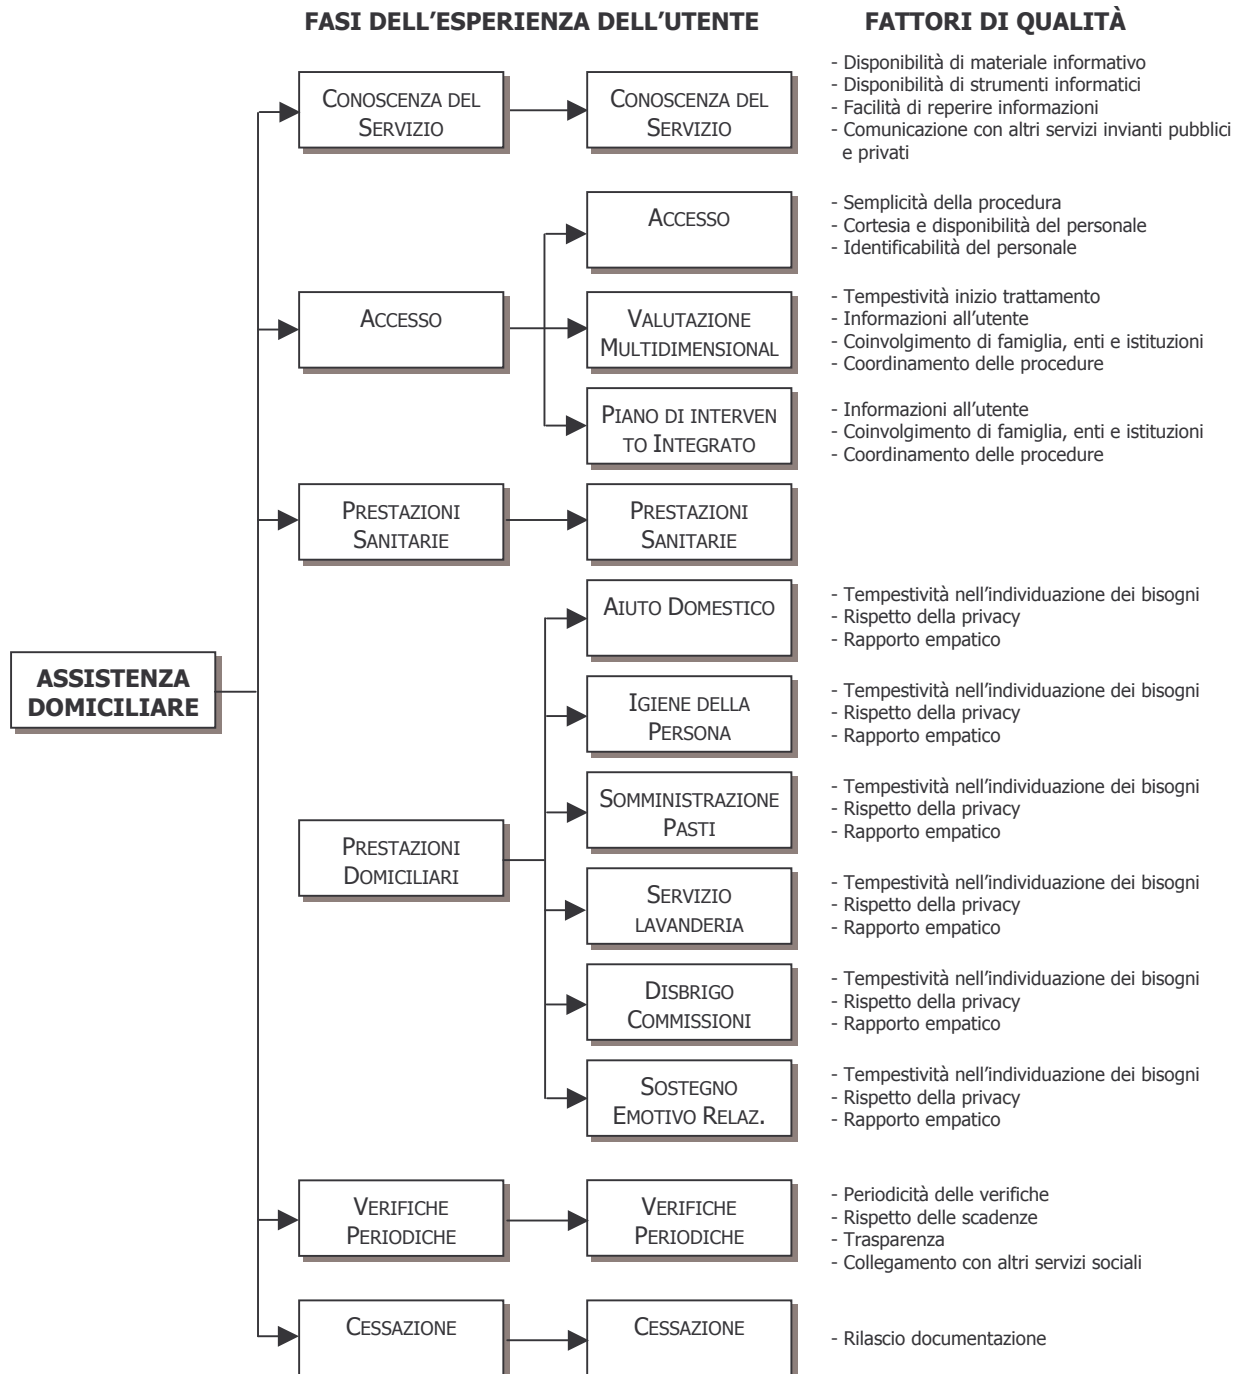 FASI DELL’ESPERIENZA DELL’UTENTE
FATTORI DI QUALITÀ
CONOSCENZA DEL
SERVIZIO
CONOSCENZA DEL
SERVIZIO
- Disponibilità di materiale informativo
- Disponibilità di strumenti informatici
- Facilità di reperire informazioni
- Comunicazione con altri servizi invianti pubblici
e privati
ACCESSO
ACCESSO
- Semplicità della procedura
- Cortesia e disponibilità del personale
- Identificabilità del personale
VALUTAZIONE
MULTIDIMENSIONAL
- Tempestività inizio trattamento
- Informazioni all’utente
- Coinvolgimento di famiglia, enti e istituzioni
- Coordinamento delle procedure
PIANO DI INTERVEN
TO INTEGRATO
- Informazioni all’utente
- Coinvolgimento di famiglia, enti e istituzioni
- Coordinamento delle procedure
PRESTAZIONI
SANITARIE
PRESTAZIONI
SANITARIE
ASSISTENZA
DOMICILIARE
PRESTAZIONI
DOMICILIARI
AIUTO DOMESTICO
- Tempestività nell’individuazione dei bisogni
- Rispetto della privacy
- Rapporto empatico
IGIENE DELLA
PERSONA
- Tempestività nell’individuazione dei bisogni
- Rispetto della privacy
- Rapporto empatico
SOMMINISTRAZIONE
PASTI
- Tempestività nell’individuazione dei bisogni
- Rispetto della privacy
- Rapporto empatico
SERVIZIO
LAVANDERIA
- Tempestività nell’individuazione dei bisogni
- Rispetto della privacy
- Rapporto empatico
DISBRIGO
COMMISSIONI
- Tempestività nell’individuazione dei bisogni
- Rispetto della privacy
- Rapporto empatico
SOSTEGNO
EMOTIVO RELAZ.
- Tempestività nell’individuazione dei bisogni
- Rispetto della privacy
- Rapporto empatico
VERIFICHE
PERIODICHE
VERIFICHE
PERIODICHE
- Periodicità delle verifiche
- Rispetto delle scadenze
- Trasparenza
- Collegamento con altri servizi sociali
CESSAZIONE
CESSAZIONE
- Rilascio documentazione